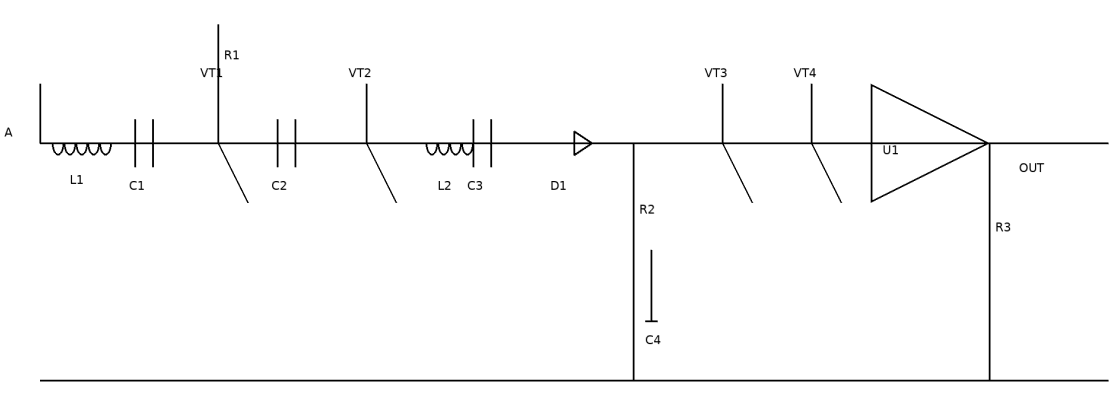 R1
VT1
VT2
VT3
VT4
A
U1
OUT
L1
C1
C2
L2
C3
D1
R2
R3
C4